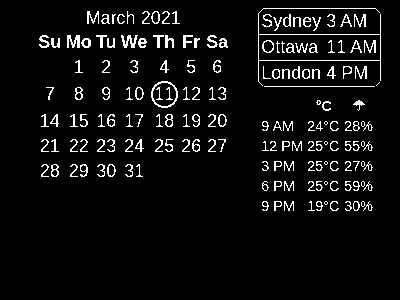 March 2021
Su Mo Tu We Th Fr Sa
1 2 3 4 5 6
7 8 9 10 11 12 13
14 15 16 17 18 19 20
21 22 23 24 25 26 27
28 29 30 31
Sydney 3 AM
Ottawa 11 AM
London 4 PM
°C ☂
9 AM 24°C 28%
12 PM 25°C 55%
3 PM 25°C 27%
6 PM 25°C 59%
9 PM 19°C 30%